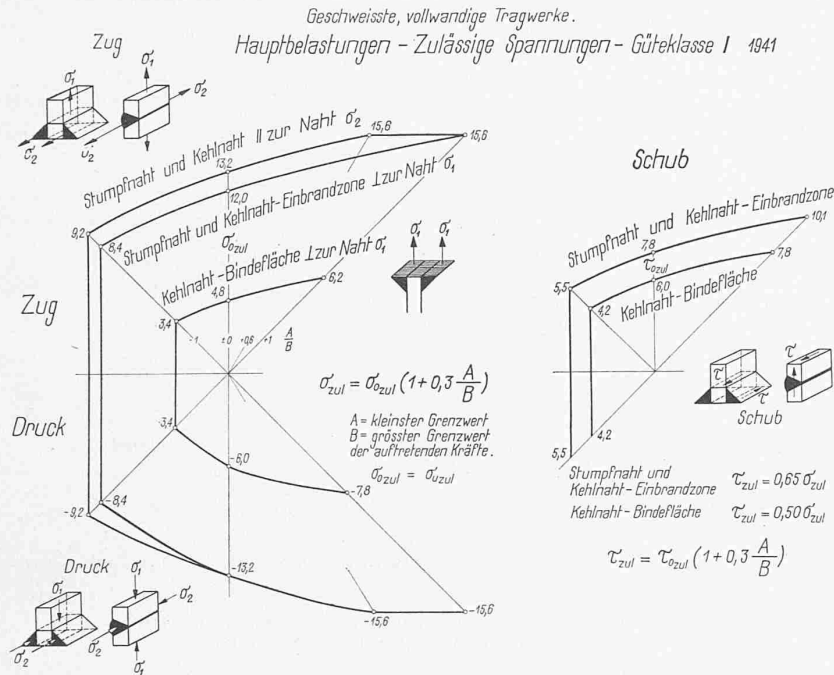 Geschweisste, vollwandige Tragwerke.
Hauptbelastungen - Zulässige Spannungen - Güteklasse I 1941
Zug
σ₁
σ₁
σ₂
σ₂
σ₂
Stumpfnaht und Kehlnaht II zur Naht σ₂
13,2
15,6
15,6
Stumpfnaht und Kehlnaht-Einbrandzone ⊥ zur Naht σ₁
12,0
9,2
8,4
σ₀zul
Kehlnaht-Bindefläche ⊥ zur Naht σ₁
4,8
6,2
3,4
σ₁ σ₁
Zug
-1 ±0 +0,6 +1 A/B
σzul = σ₀zul (1+0,3 A/B)
A = kleinster Grenzwert
B = grösster Grenzwert
der auftretenden Kräfte.
σ₀zul = σuzul
Druck
3,4
-6,0
-7,8
-8,4
-9,2
-13,2
-15,6
-15,6
Druck
σ₁
σ₁
σ₂
σ₂
σ₂
σ₁
Schub
Stumpfnaht und Kehlnaht-Einbrandzone
10,1
7,8
7,8
τ₀zul
6,0
Kehlnaht-Bindefläche
5,5
4,2
4,2
5,5
τ
τ
τ
Schub
Stumpfnaht und
Kehlnaht-Einbrandzone τzul = 0,65 σzul
Kehlnaht-Bindefläche τzul = 0,50 σzul
τzul = τ₀zul (1+0,3 A/B)